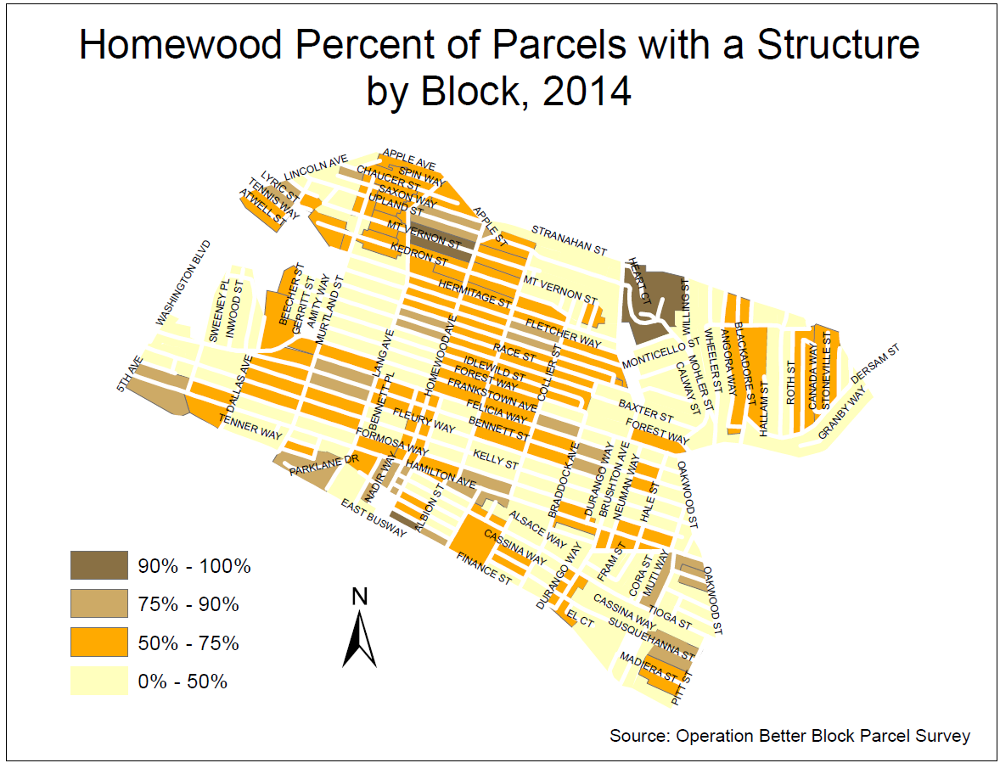 Homewood Percent of Parcels with a Structure
by Block, 2014
APPLE AVE
LINCOLN AVE
SPIN WAY
CHAUCER ST
LYRIC ST
TENNIS WAY
ATWELL ST
SAXON WAY
UPLAND ST
APPLE ST
MT VERNON ST
STRANAHAN ST
KEDRON ST
WASHINGTON BLVD
HEART CT
MT VERNON ST
HERMITAGE ST
WILLING ST
SWEENEY PL
INWOOD ST
BEECHER ST
GERRITT ST
AMITY WAY
MURTLAND ST
FLETCHER WAY
LANG AVE
HOMEWOOD AVE
RACE ST
MONTICELLO ST
MOHLER ST
CALWAY ST
WHEELER ST
ANGORA WAY
BLACKADORE ST
HALLAM ST
ROTH ST
CANADA WAY
STONEVILLE ST
DERSAM ST
GRANBY WAY
5TH AVE
DALLAS AVE
BENNETT PL
IDLEWILD ST
FOREST WAY
COLLIER ST
FRANKSTOWN AVE
FELICIA WAY
BAXTER ST
FLEURY WAY
BENNETT ST
FOREST WAY
TENNER WAY
FORMOSA WAY
KELLY ST
PARKLANE DR
NADIR WAY
HAMILTON AVE
BRADDOCK AVE
DURANGO WAY
BRUSHTON AVE
NEUMAN WAY
HALE ST
OAKWOOD ST
EAST BUSWAY
ALBION ST
ALSACE WAY
CASSINA WAY
FINANCE ST
DURANGO WAY
FRAM ST
CORA ST
MUTI WAY
OAKWOOD ST
EL CT
CASSINA WAY
TIOGA ST
SUSQUEHANNA ST
MADIERA ST
PITT ST
90% - 100%
75% - 90%
50% - 75%
0% - 50%
N
Source: Operation Better Block Parcel Survey